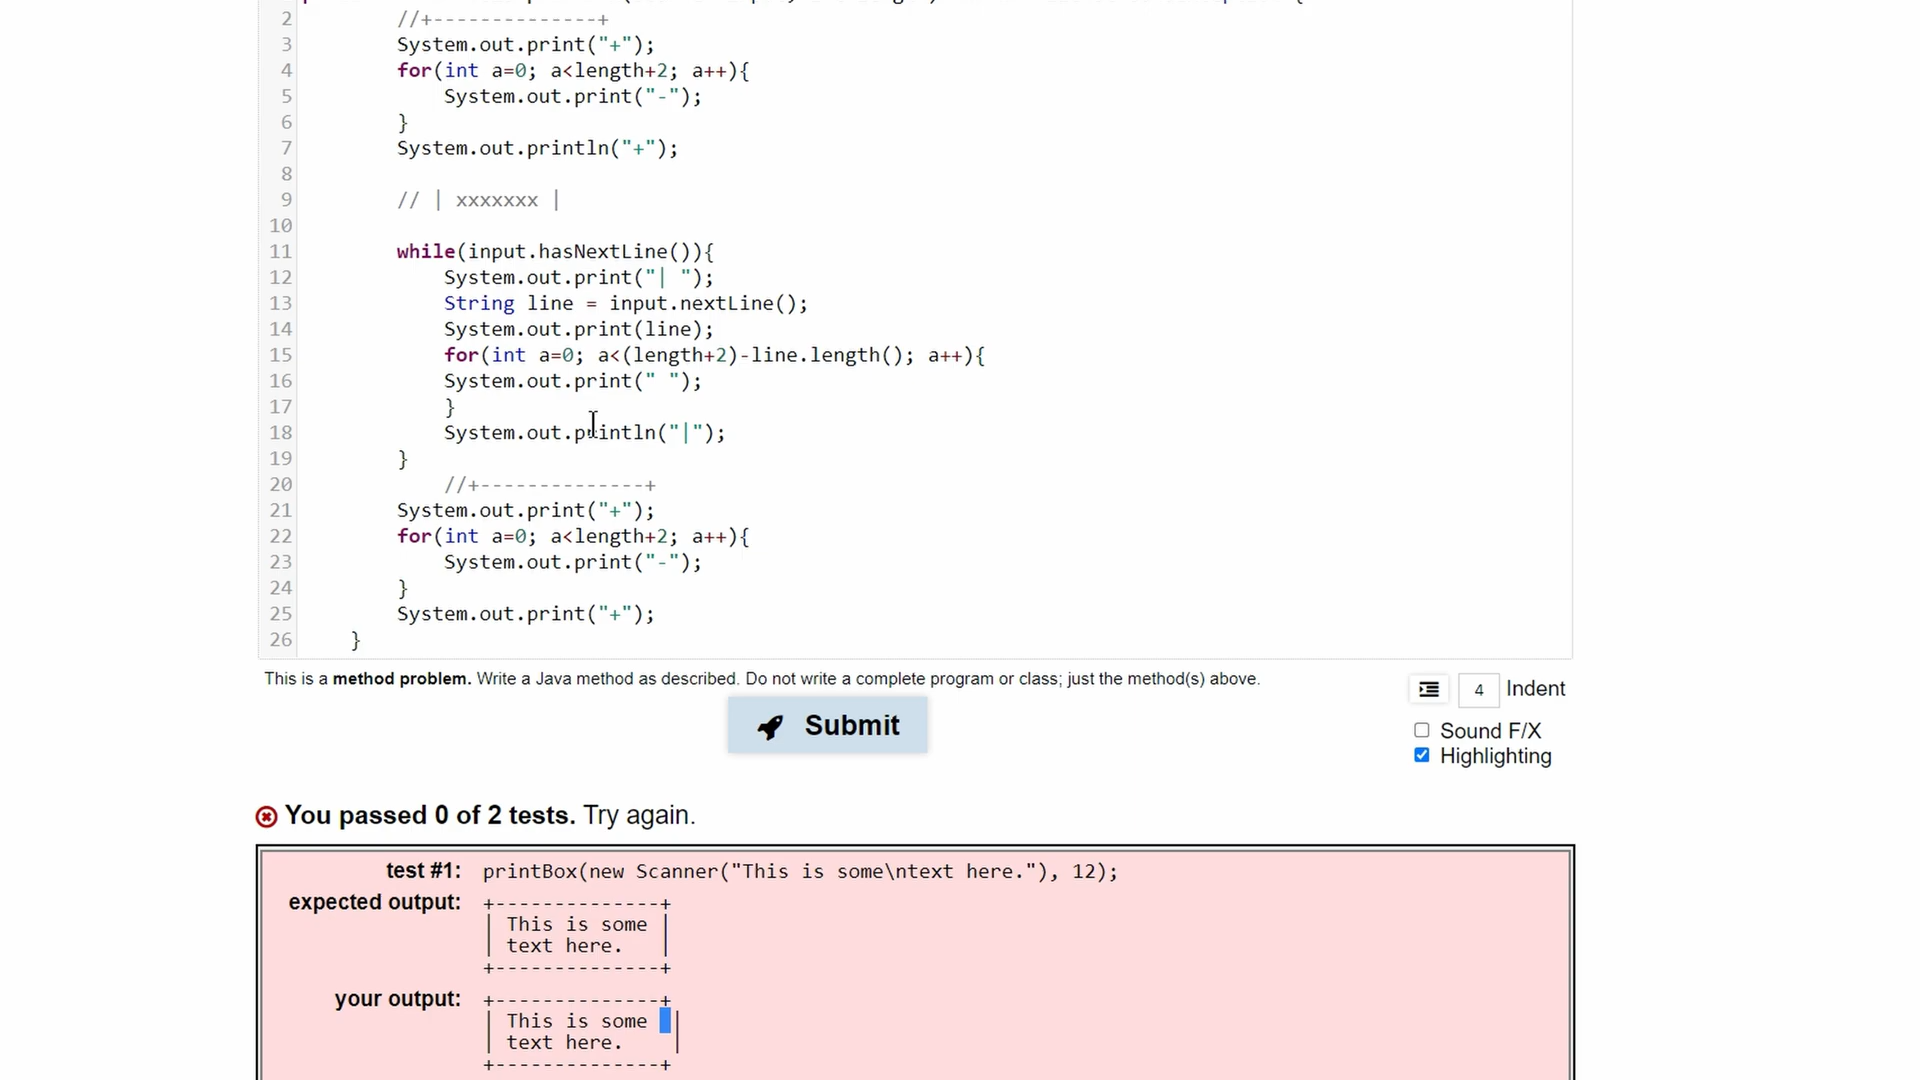 2 //+--------------+
3 System.out.print("+");
4 for(int a=0; a<length+2; a++){
5 System.out.print("-");
6 }
7 System.out.println("+");
8
9 // | xxxxxxx |
10
11 while(input.hasNextLine()){
12 System.out.print("| ");
13 String line = input.nextLine();
14 System.out.print(line);
15 for(int a=0; a<(length+2)-line.length(); a++){
16 System.out.print(" ");
17 }
18 System.out.println("|");
19 }
20 //+--------------+
21 System.out.print("+");
22 for(int a=0; a<length+2; a++){
23 System.out.print("-");
24 }
25 System.out.print("+");
26 }
This is a method problem. Write a Java method as described. Do not write a complete program or class; just the method(s) above.
4 Indent
Submit
Sound F/X
Highlighting
You passed 0 of 2 tests. Try again.
test #1: printBox(new Scanner("This is some\ntext here."), 12);
expected output: +--------------+
| This is some |
| text here.   |
+--------------+
your output: +--------------+
| This is some  |
| text here.    |
+--------------+